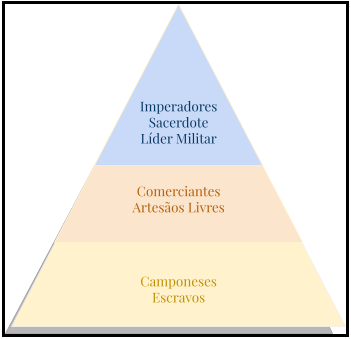 Imperadores
Sacerdote
Líder Militar
Comerciantes
Artesãos Livres
Camponeses
Escravos